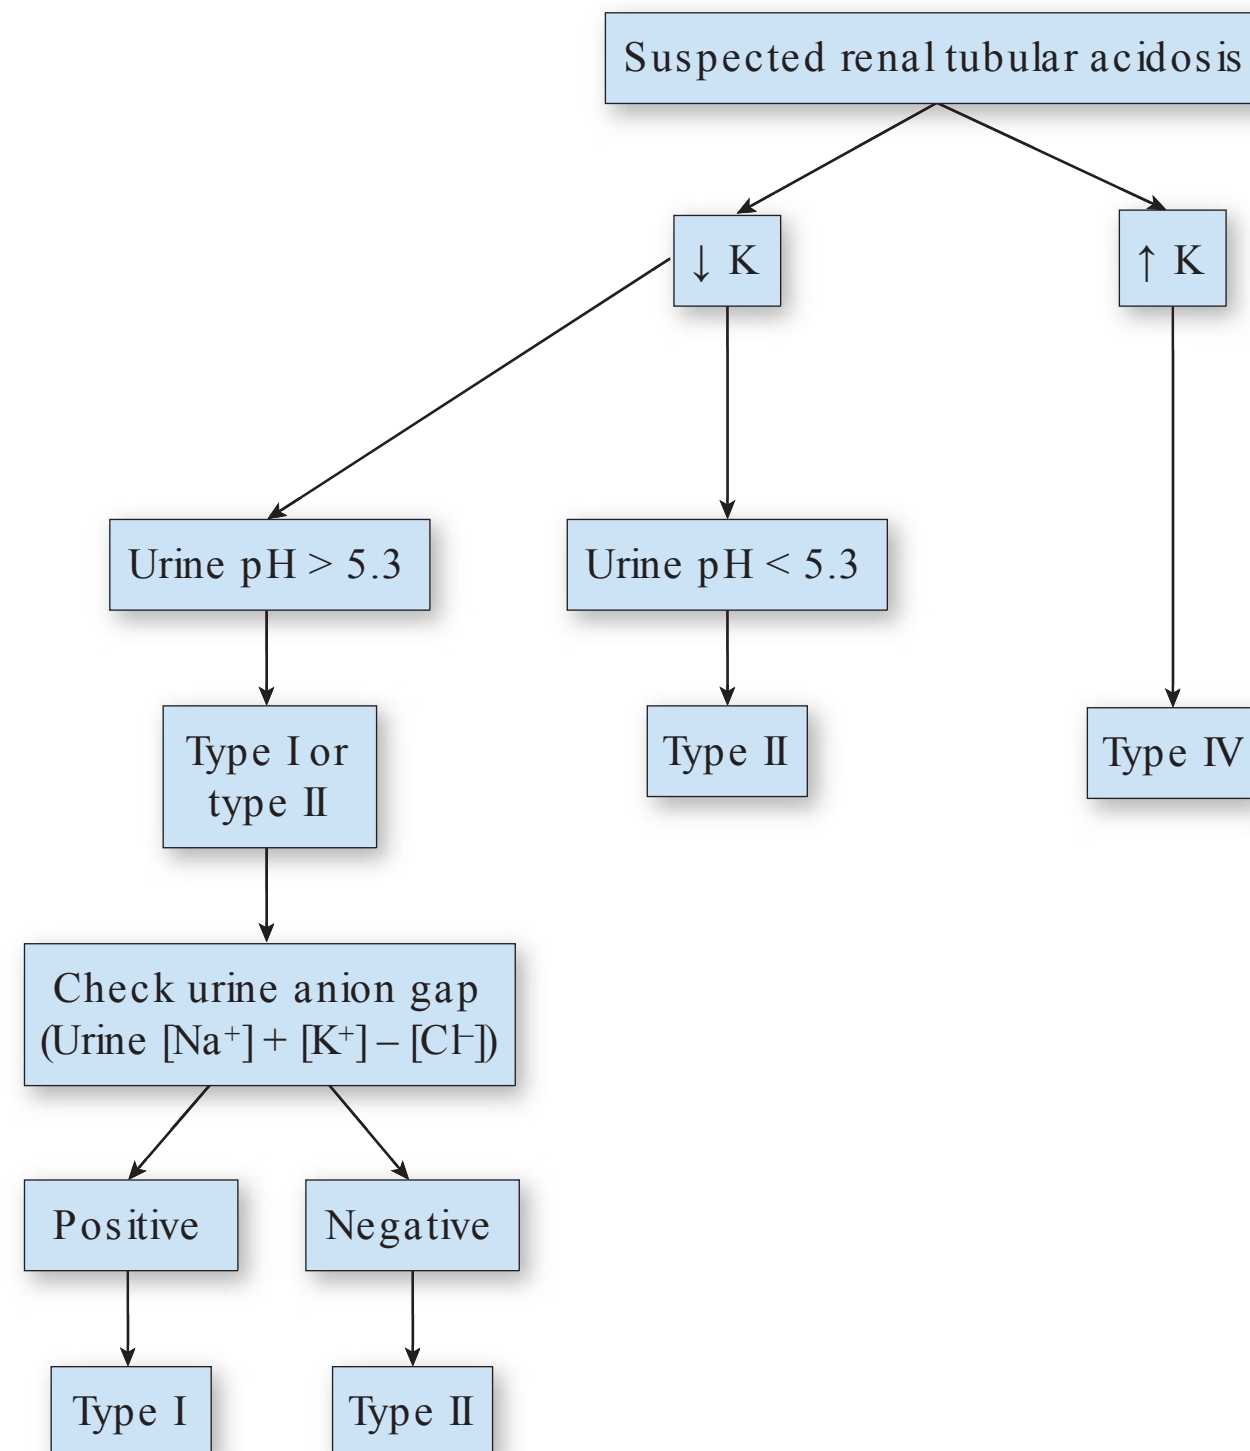 Suspected renal tubular acidosis
↓ K
↑ K
Urine pH > 5.3
Urine pH < 5.3
Type I or
type II
Type II
Type IV
Check urine anion gap
(Urine [Na⁺] + [K⁺] – [Cl⁻])
Positive
Negative
Type I
Type II